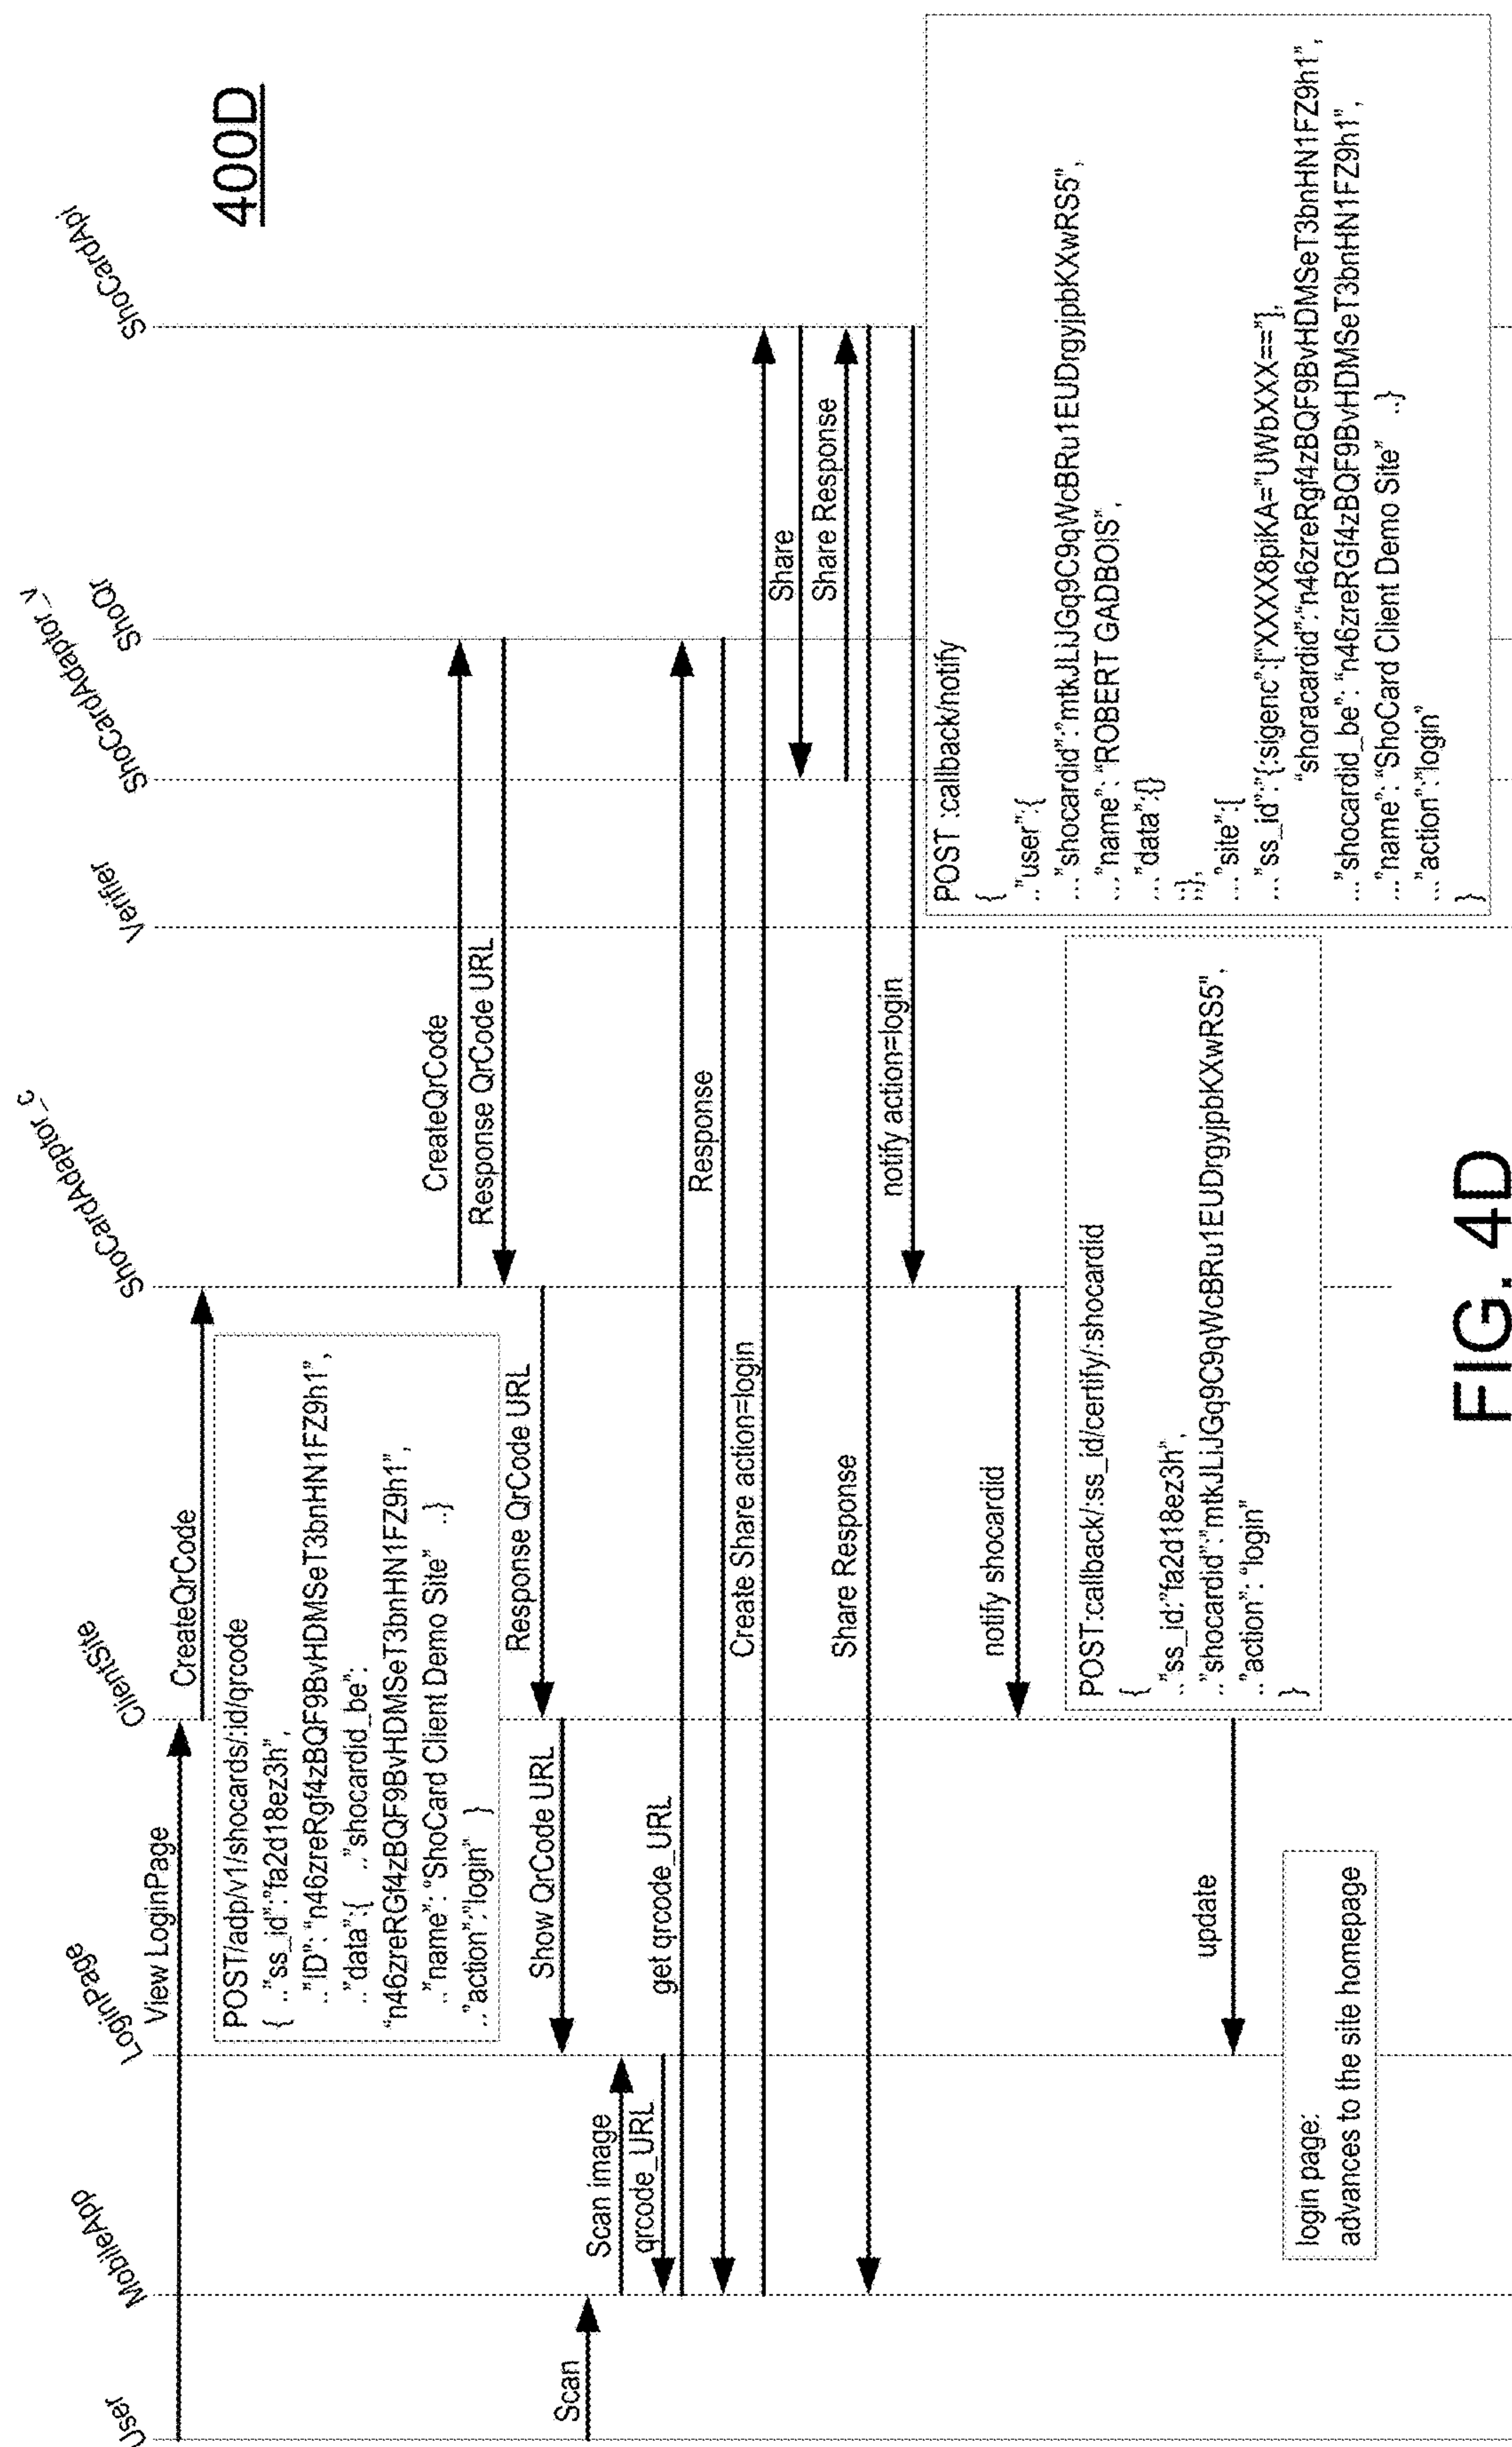 400D
User
MobileApp
LoginPage
ClientSite
ShoCardAdaptor_c
Verifier
ShoCardAdaptor_v
ShoQr
ShoCardApi
View LoginPage
CreateQrCode
POST/adp/v1/shocards/:id/qrcode
{ .."ss_id":"fa2d18ez3h",
.."ID": "n46zreRgf4zBQF9BvHDMSeT3bnHN1FZ9h1",
.."data":{ .."shocardid_be":
"n46zreRGf4zBQF9BvHDMSeT3bnHN1FZ9h1",
.."name": "ShoCard Client Demo Site" ..}
.."action":"login" }
CreateQrCode
Response QrCode URL
Response QrCode URL
Show QrCode URL
Scan
Scan image
qrcode_URL
get qrcode_URL
Response
Create Share action=login
Share
Share Response
Share Response
notify action=login
POST :callback/notify
{
.."user":{
..."shocardid":"mtkJLiJGq9C9qWcBRu1EUDrgyjpbKXwRS5",
..."name": "ROBERT GADBOIS",
..."data":{}
;;},
..."site":[
..."ss_id":"{:sigenc":["XXXX8piKA="UWbXXX=="],
"shoracardid":"n46zreRgf4zBQF9BvHDMSeT3bnHN1FZ9h1",
..."shocardid_be": "n46zreRGf4zBQF9BvHDMSeT3bnHN1FZ9h1",
..."name": "ShoCard Client Demo Site" ..}
..."action":"login"
}
notify shocardid
POST:callback/:ss_id/certify/:shocardid
{
.."ss_id:"fa2d18ez3h",
.."shocardid":"mtkJLiJGq9C9qWcBRu1EUDrgyjpbKXwRS5",
.."action": "login"
}
update
login page:
advances to the site homepage
FIG. 4D